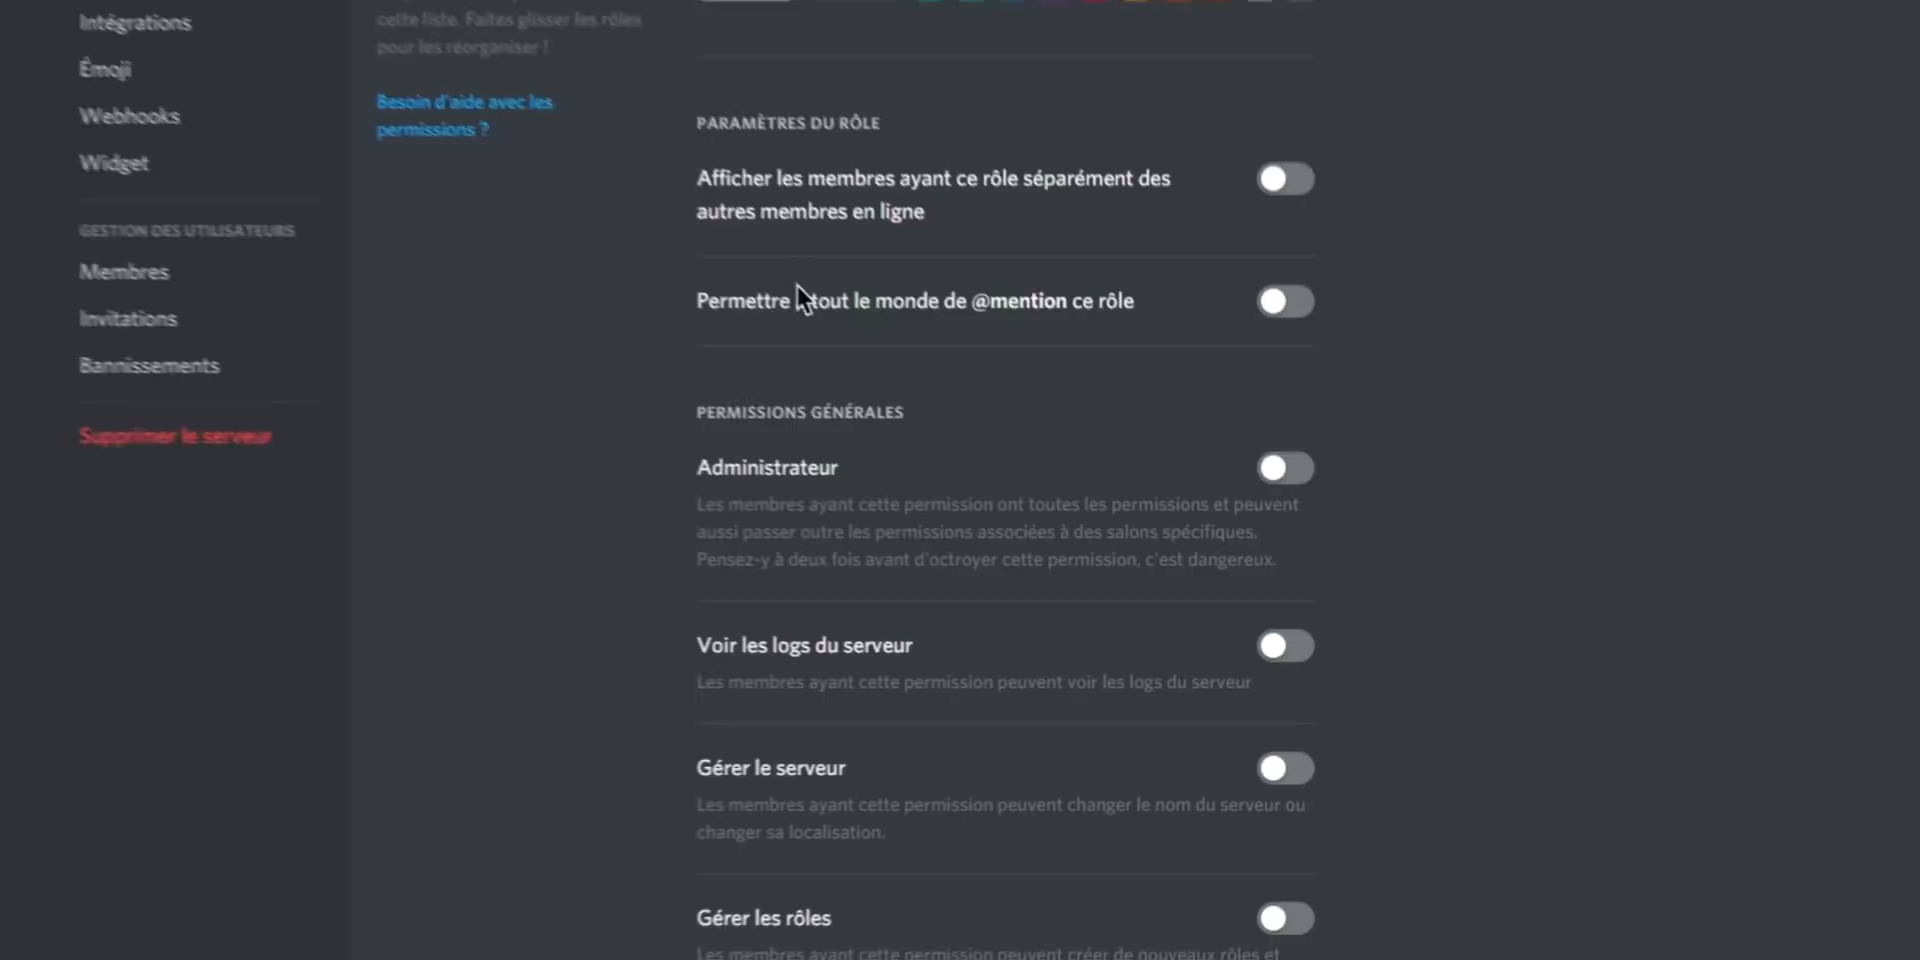 Intégrations
Émoji
Webhooks
Widget
GESTION DES UTILISATEURS
Membres
Invitations
Bannissements
Supprimer le serveur
cette liste. Faites glisser les rôles
pour les réorganiser !
Besoin d'aide avec les
permissions ?
PARAMÈTRES DU RÔLE
Afficher les membres ayant ce rôle séparément des
autres membres en ligne
Permettre tout le monde de @mention ce rôle
PERMISSIONS GÉNÉRALES
Administrateur
Les membres ayant cette permission ont toutes les permissions et peuvent
aussi passer outre les permissions associées à des salons spécifiques.
Pensez-y à deux fois avant d'octroyer cette permission, c'est dangereux.
Voir les logs du serveur
Les membres ayant cette permission peuvent voir les logs du serveur
Gérer le serveur
Les membres ayant cette permission peuvent changer le nom du serveur ou
changer sa localisation.
Gérer les rôles
Les membres ayant cette permission peuvent créer de nouveaux rôles et